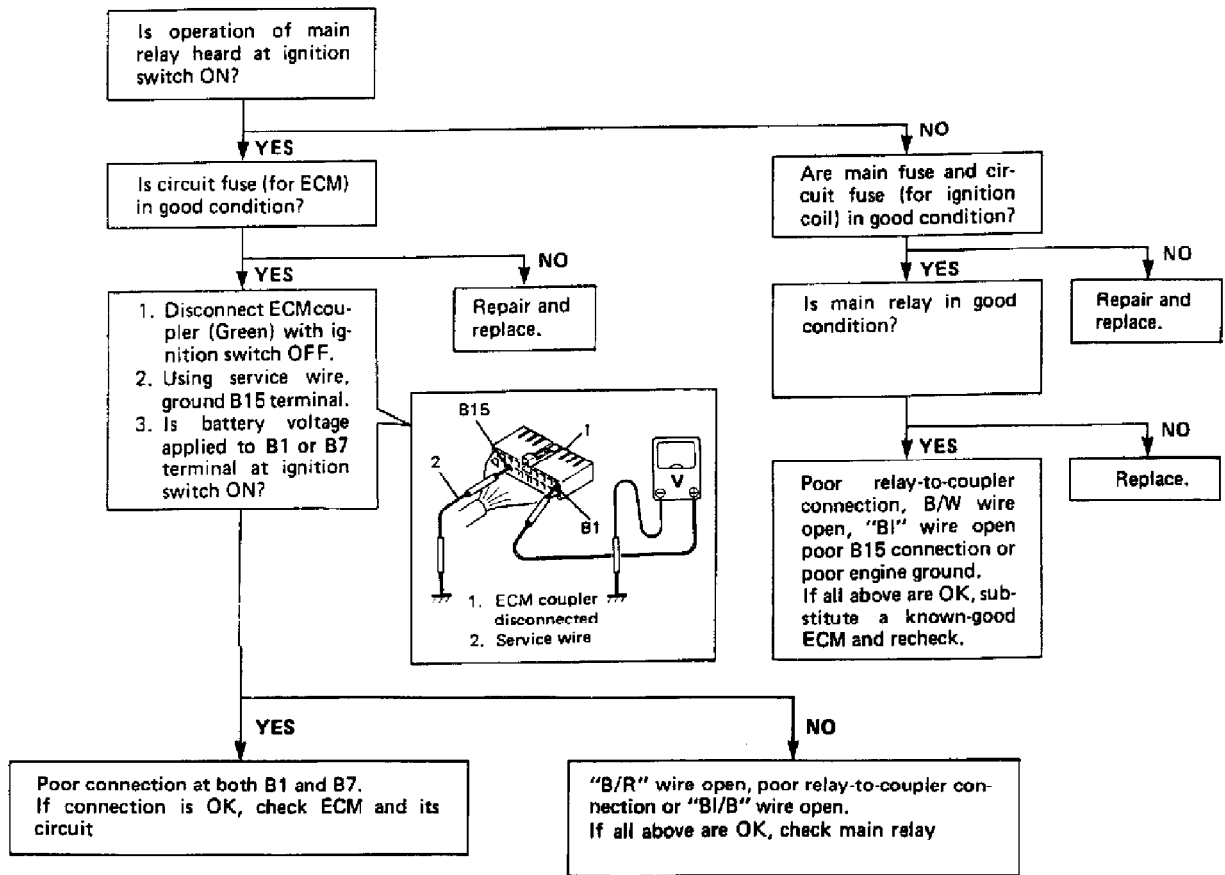 Is operation of main
relay heard at ignition
switch ON?
YES
NO
Is circuit fuse (for ECM)
in good condition?
Are main fuse and cir-
cuit fuse (for ignition
coil) in good condition?
YES
NO
YES
NO
1. Disconnect ECM cou-
pler (Green) with ig-
nition switch OFF.
2. Using service wire,
ground B15 terminal.
3. Is battery voltage
applied to B1 or B7
terminal at ignition
switch ON?
Repair and
replace.
Is main relay in good
condition?
Repair and
replace.
B15
1
2
V
B1
1. ECM coupler
disconnected
2. Service wire
YES
NO
Poor relay-to-coupler
connection, B/W wire
open, "Bl" wire open
poor B15 connection or
poor engine ground.
If all above are OK, sub-
stitute a known-good
ECM and recheck.
Replace.
YES
NO
Poor connection at both B1 and B7.
If connection is OK, check ECM and its
circuit
"B/R" wire open, poor relay-to-coupler con-
nection or "Bl/B" wire open.
If all above are OK, check main relay